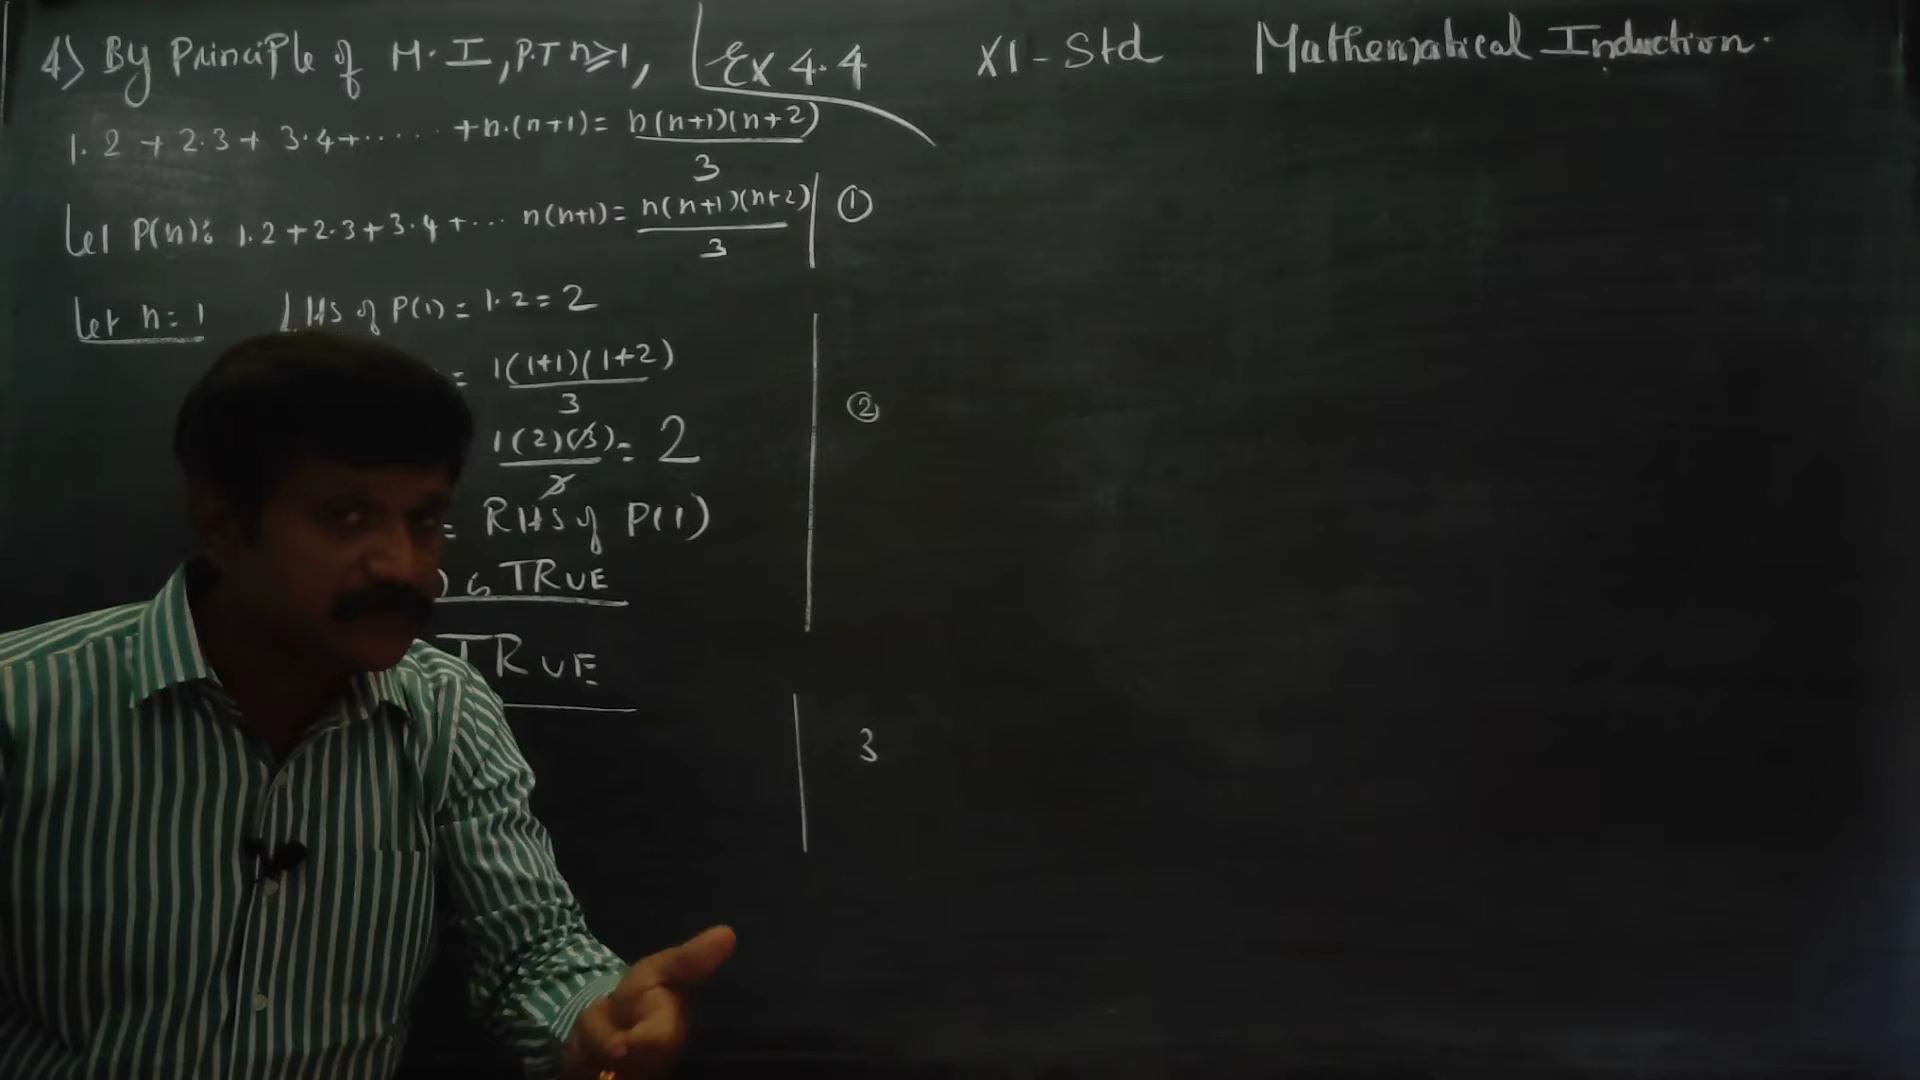 4) By Principle of M.I, P.T n≥1, Ex 4.4
XI - Std Mathematical Induction.
1.2 + 2.3 + 3.4 + ...... + n.(n+1) = n(n+1)(n+2)/3
Let P(n): 1.2 + 2.3 + 3.4 + ... n(n+1) = n(n+1)(n+2)/3 ①
Let n = 1 LHS of P(1) = 1.2 = 2
= 1(1+1)(1+2)/3
②
1(2)(3)/3 = 2
= RHS of P(1)
) is TRUE
TRUE
3